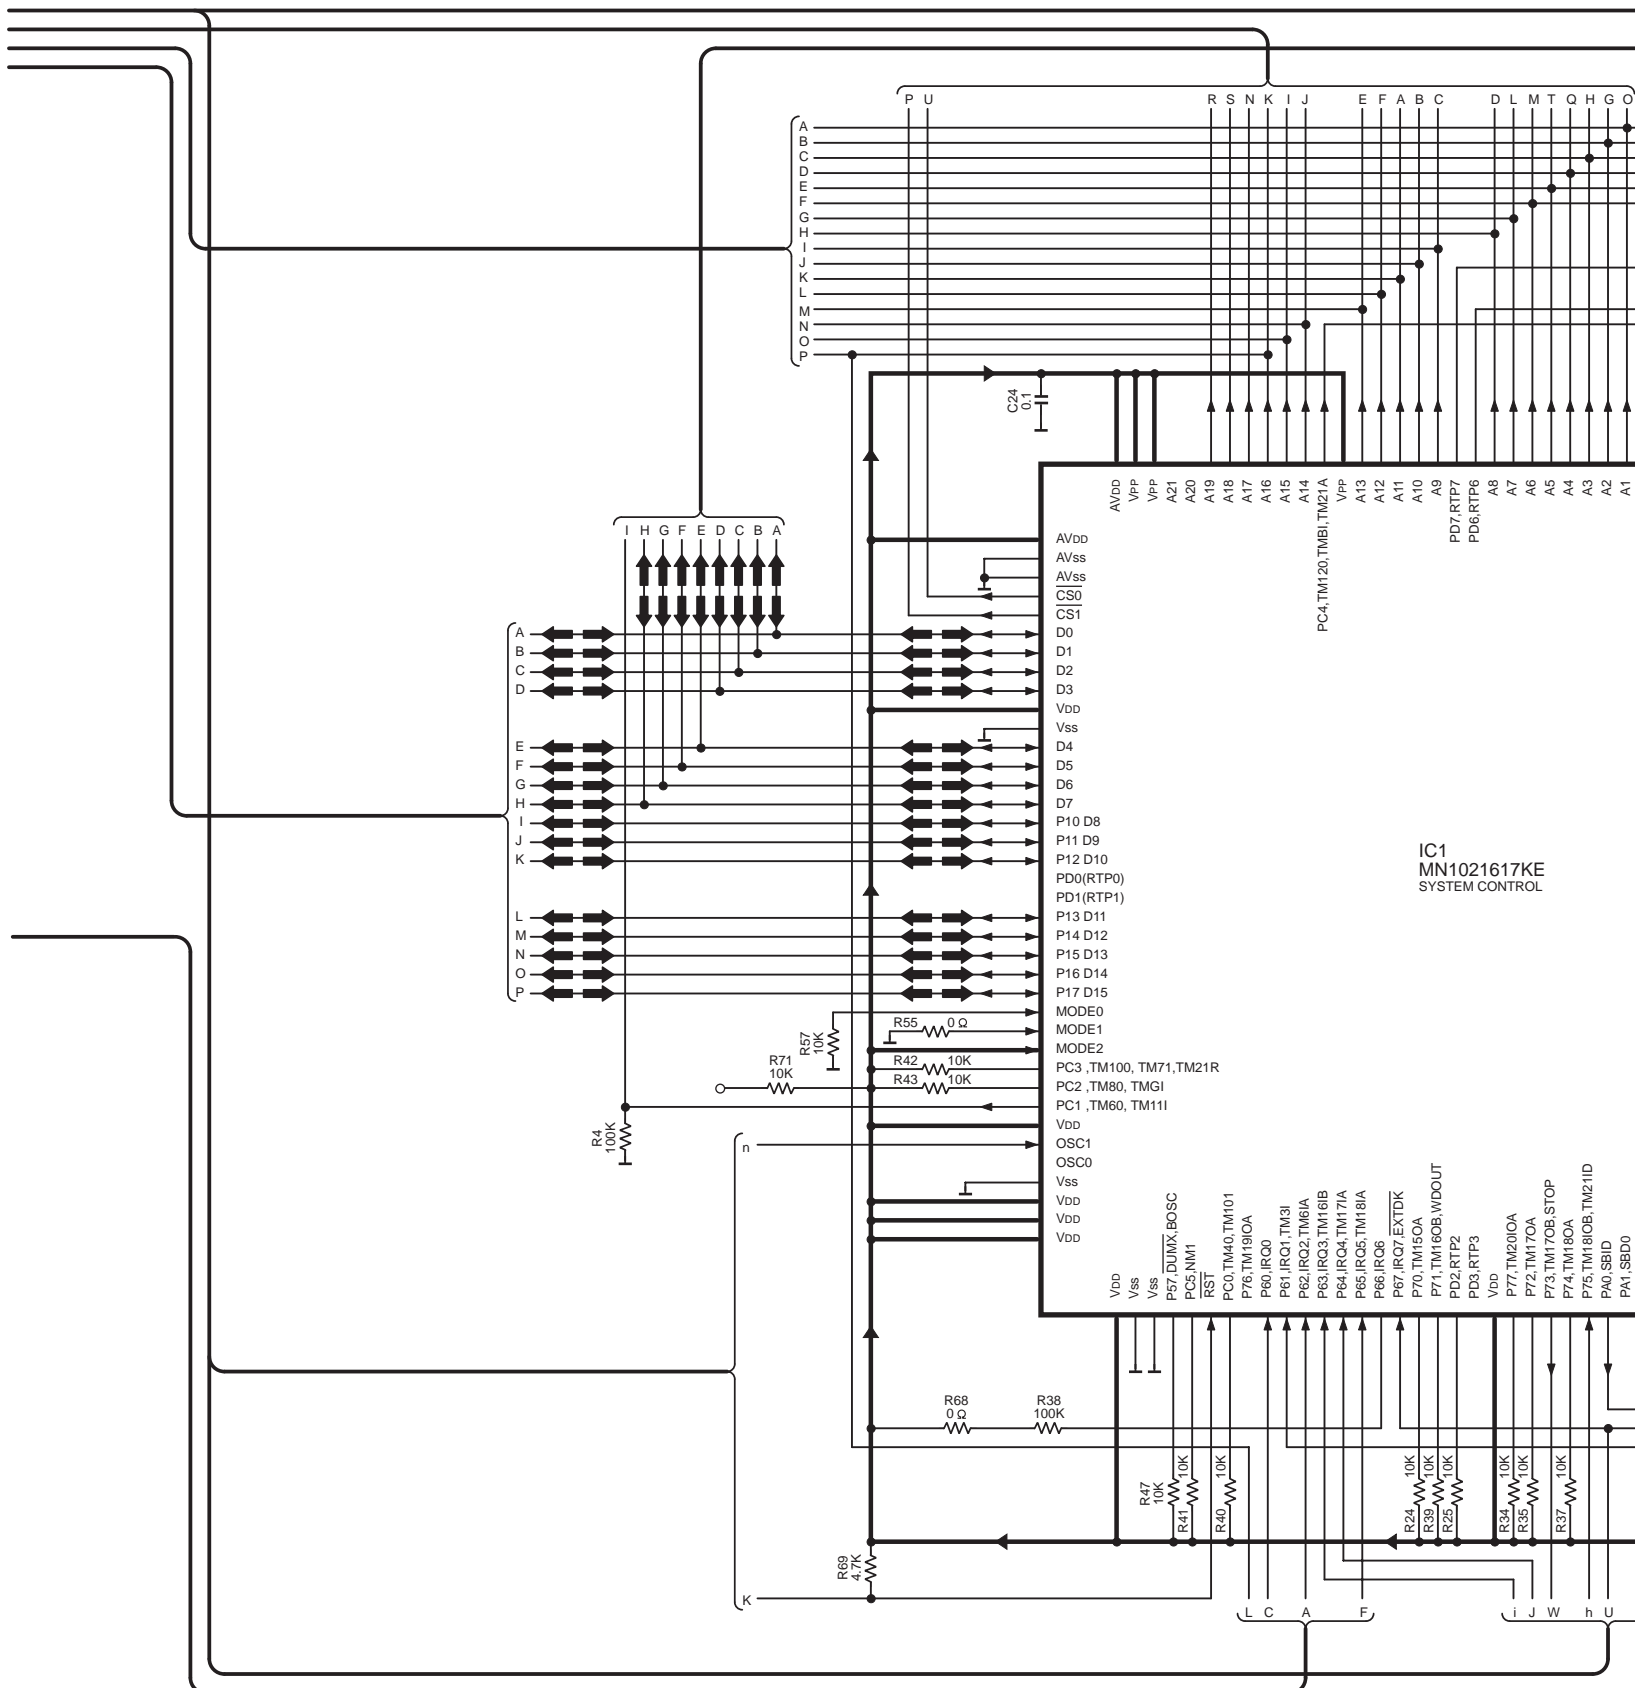 P U R S N K I J E F A B C D L M T Q H G O
A
B
C
D
E
F
G
H
I
J
K
L
M
N
O
P
C24
0.1
AVDD
VPP
VPP
A21
A20
A19
A18
A17
A16
A15
A14
PC4,TM120,TMBI,TM21A
VPP
A13
A12
A11
A10
A9
PD7,RTP7
PD6,RTP6
A8
A7
A6
A5
A4
A3
A2
A1
I H G F E D C B A
A
B
C
D
E
F
G
H
I
J
K
L
M
N
O
P
AVDD
AVss
AVss
CS0
CS1
D0
D1
D2
D3
VDD
Vss
D4
D5
D6
D7
P10 D8
P11 D9
P12 D10
PD0(RTP0)
PD1(RTP1)
P13 D11
P14 D12
P15 D13
P16 D14
P17 D15
MODE0
MODE1
MODE2
PC3 ,TM100, TM71,TM21R
PC2 ,TM80, TMGI
PC1 ,TM60, TM11I
VDD
OSC1
OSC0
Vss
VDD
VDD
VDD
IC1
MN1021617KE
SYSTEM CONTROL
R57
10K
R55 0 Ω
R71
10K
R42 10K
R43 10K
R4
100K
n
VDD
Vss
Vss
P57,DUMX,BOSC
PC5,NM1
RST
PC0,TM40,TM101
P76,TM19IOA
P60,IRQ0
P61,IRQ1,TM3I
P62,IRQ2,TM6IA
P63,IRQ3,TM16IB
P64,IRQ4,TM17IA
P65,IRQ5,TM18IA
P66,IRQ6
P67,IRQ7,EXTDK
P70,TM15OA
P71,TM16OB,WDOUT
PD2,RTP2
PD3,RTP3
VDD
P77,TM20IOA
P72,TM17OA
P73,TM17OB,STOP
P74,TM18OA
P75,TM18IOB,TM21ID
PA0,SBID
PA1,SBD0
R68
0 Ω
R38
100K
R47
10K
R41 10K
R40 10K
R24 10K
R39 10K
R25 10K
R34 10K
R35 10K
R37 10K
R69
4.7K
K
L C A F
i J W h U